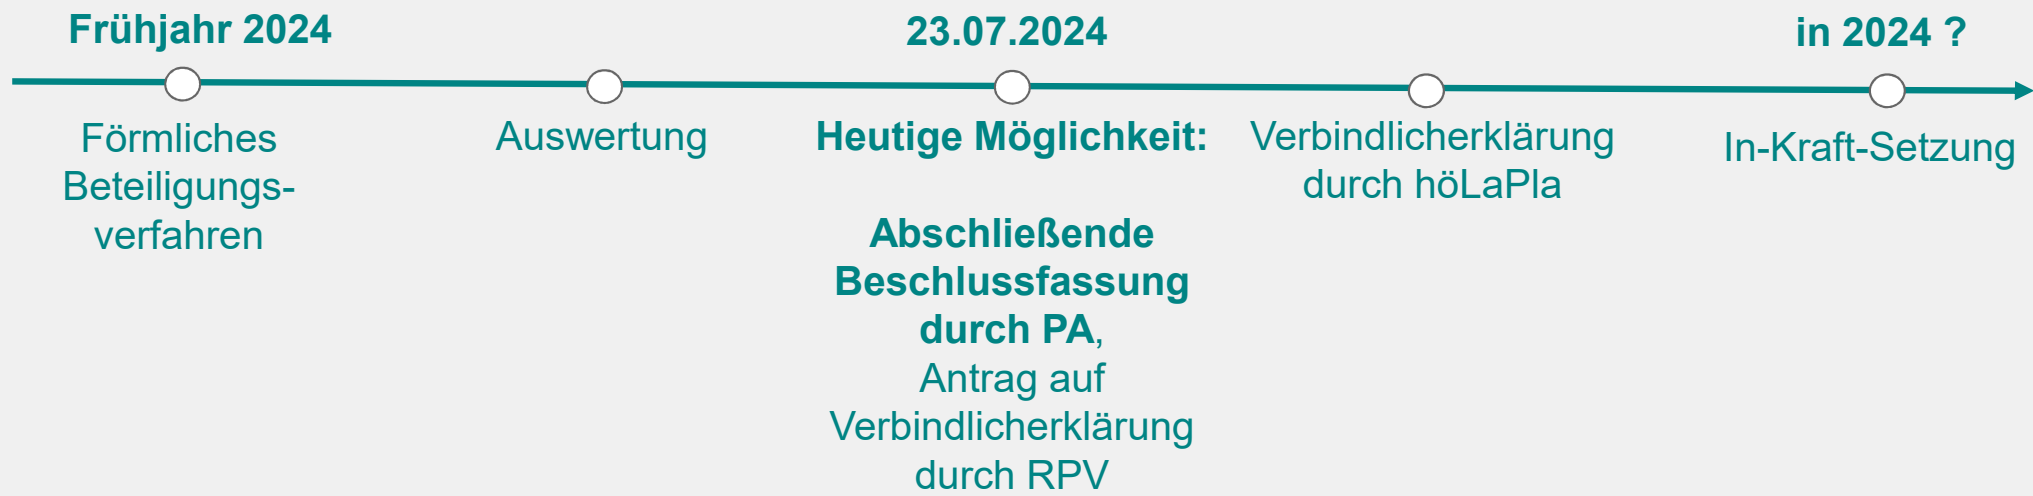 Frühjahr 2024
23.07.2024
in 2024 ?
Förmliches
Beteiligungs-
verfahren
Auswertung
Heutige Möglichkeit:
Abschließende
Beschlussfassung
durch PA,
Antrag auf
Verbindlicherklärung
durch RPV
Verbindlicherklärung
durch höLaPla
In-Kraft-Setzung